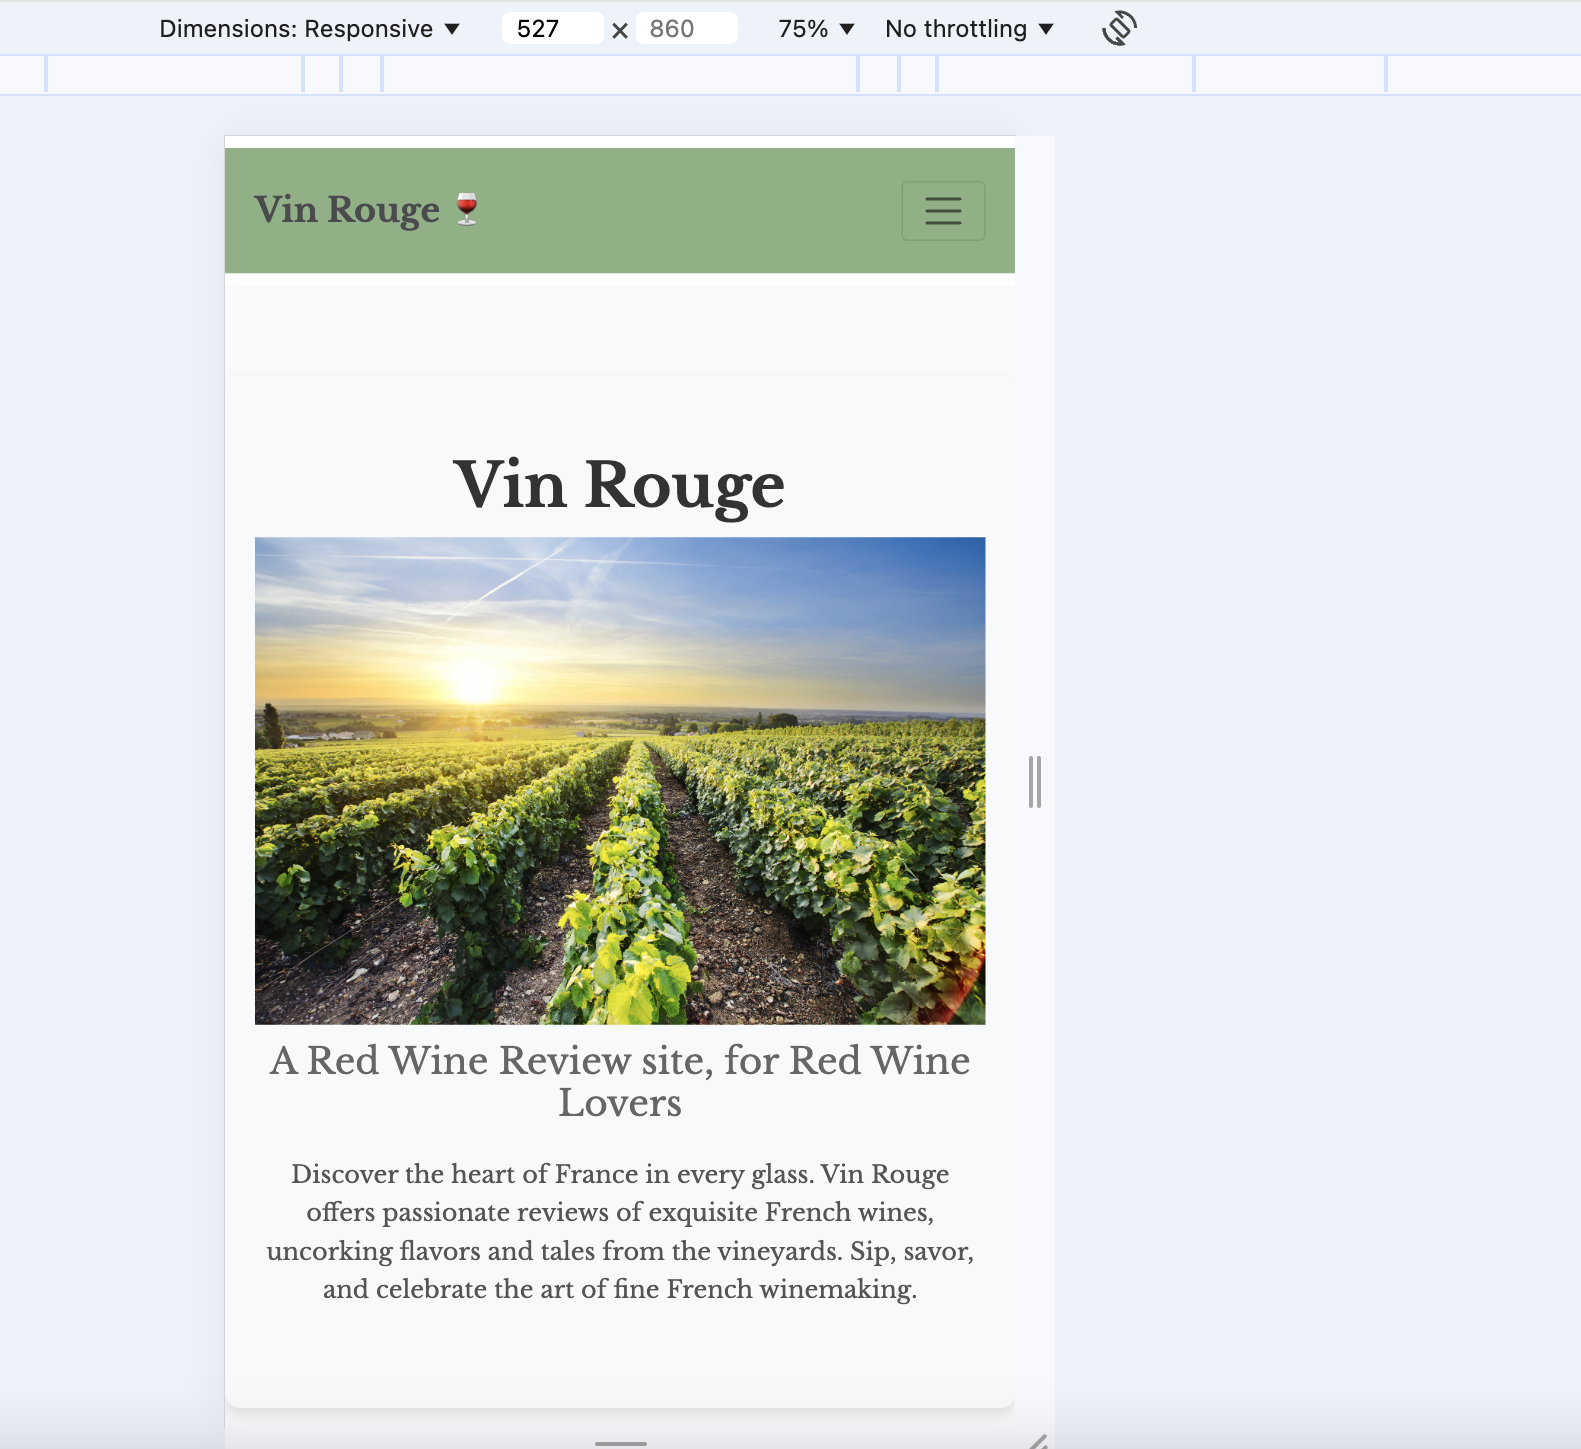 Dimensions: Responsive ▼ 527 × 860 75% ▼ No throttling ▼
Vin Rouge 🍷
Vin Rouge
A Red Wine Review site, for Red Wine
Lovers
Discover the heart of France in every glass. Vin Rouge
offers passionate reviews of exquisite French wines,
uncorking flavors and tales from the vineyards. Sip, savor,
and celebrate the art of fine French winemaking.